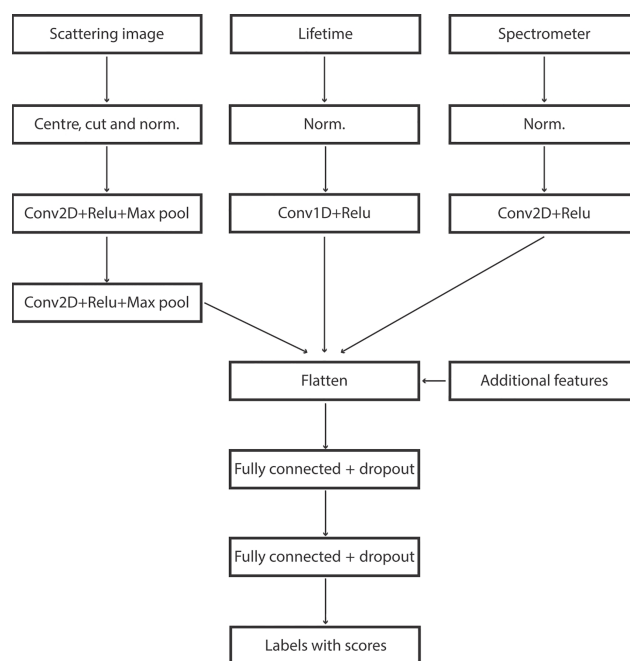 Scattering image
Lifetime
Spectrometer
Centre, cut and norm.
Norm.
Norm.
Conv2D+Relu+Max pool
Conv1D+Relu
Conv2D+Relu
Conv2D+Relu+Max pool
Flatten
Additional features
Fully connected + dropout
Fully connected + dropout
Labels with scores